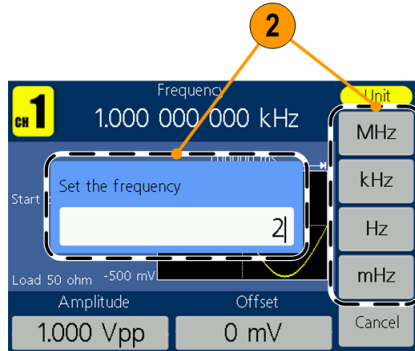 2
Frequency
Unit
CH 1
1.000 000 000 kHz
MHz
Set the frequency
kHz
Start
2
Hz
Load 50 ohm
-500 mV
mHz
Amplitude
Offset
1.000 Vpp
0 mV
Cancel